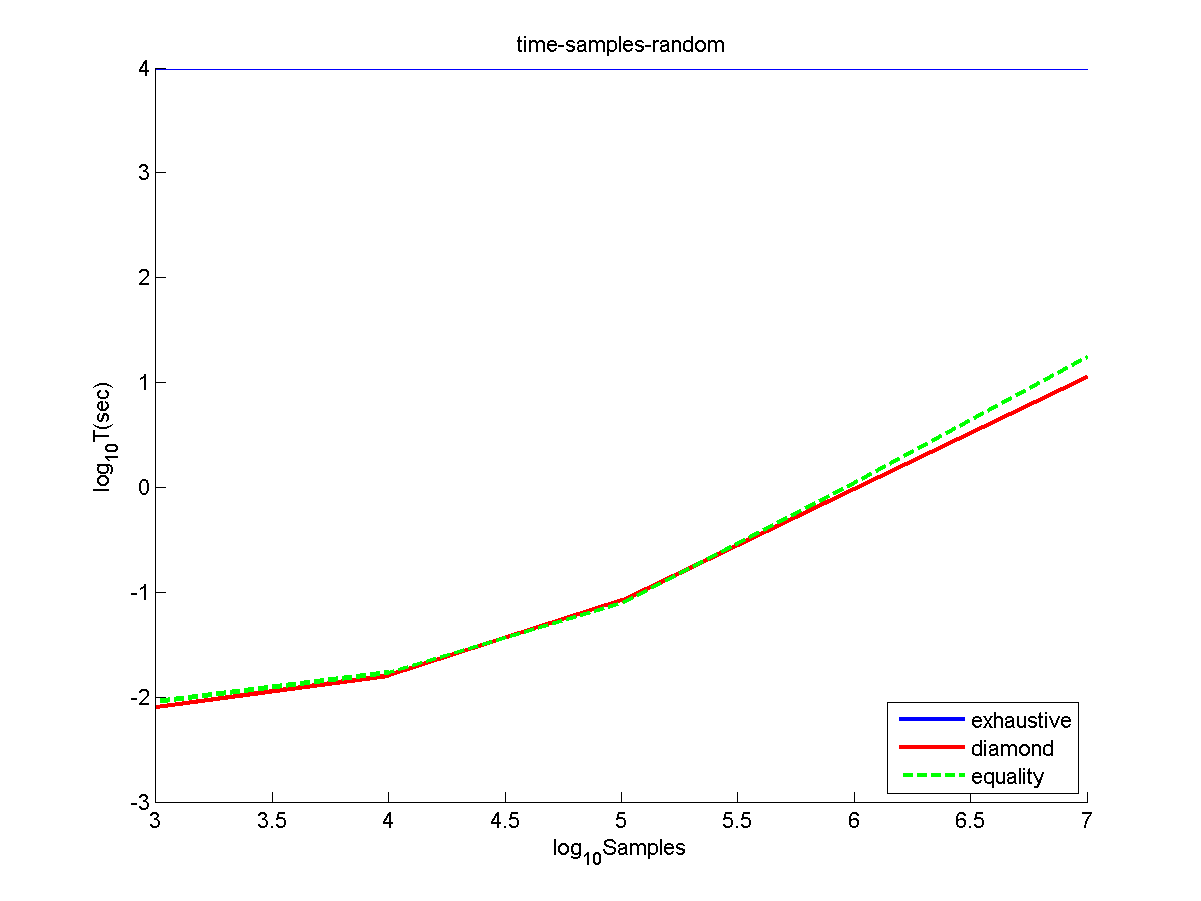 time-samples-random
4
3
2
1
0
-1
-2
-3
log10T(sec)
3 3.5 4 4.5 5 5.5 6 6.5 7
log10Samples
exhaustive
diamond
equality